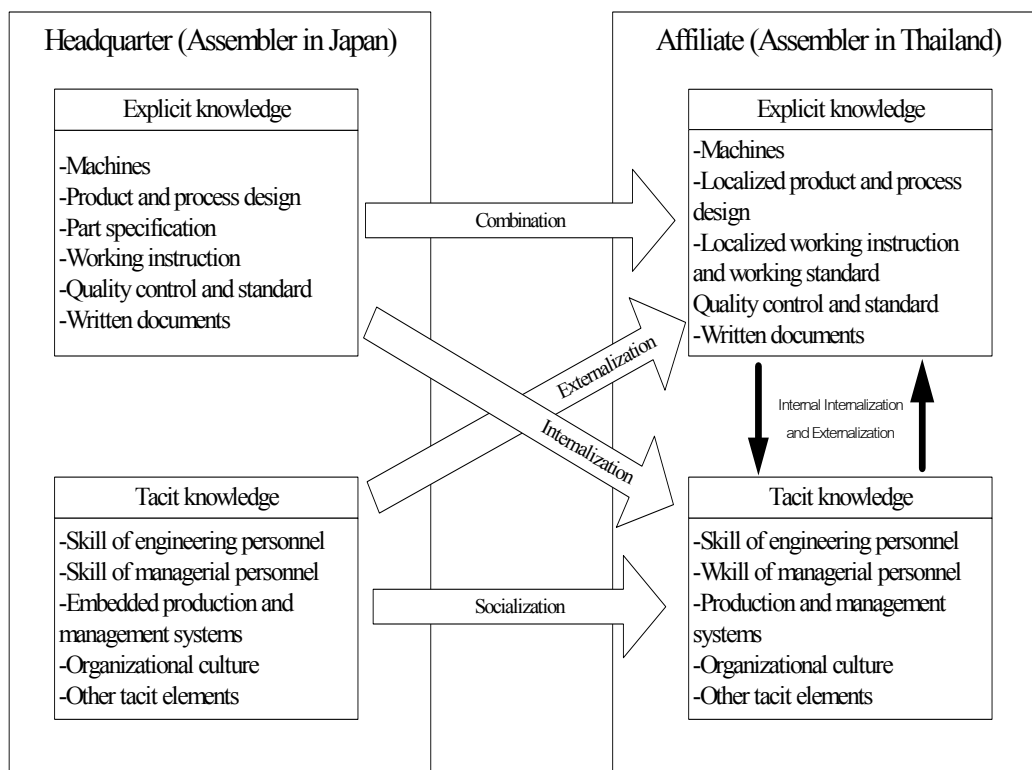 Headquarter (Assembler in Japan)
Explicit knowledge
-Machines
-Product and process design
-Part specification
-Working instruction
-Quality control and standard
-Written documents
Tacit knowledge
-Skill of engineering personnel
-Skill of managerial personnel
-Embedded production and
management systems
-Organizational culture
-Other tacit elements
Combination
Externalization
Internalization
Socialization
Affiliate (Assembler in Thailand)
Explicit knowledge
-Machines
-Localized product and process
design
-Localized working instruction
and working standard
Quality control and standard
-Written documents
Internal Internalization
and Externalization
Tacit knowledge
-Skill of engineering personnel
-Wkill of managerial personnel
-Production and management
systems
-Organizational culture
-Other tacit elements